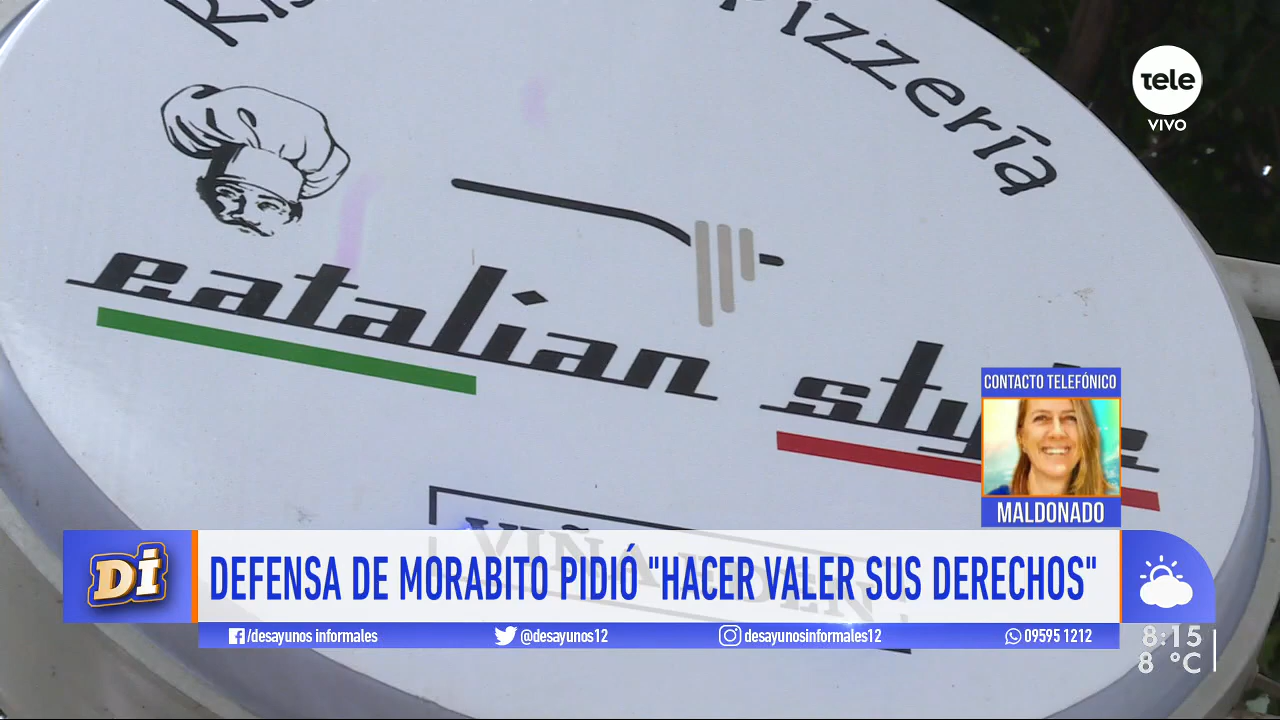 pizzería
tele
VIVO
eatalian
CONTACTO TELEFÓNICO
MALDONADO
DI
DEFENSA DE MORABITO PIDIÓ "HACER VALER SUS DERECHOS"
/desayunos informales @desayunos12 desayunosinformales12 09595 1212
8:15
8 °C